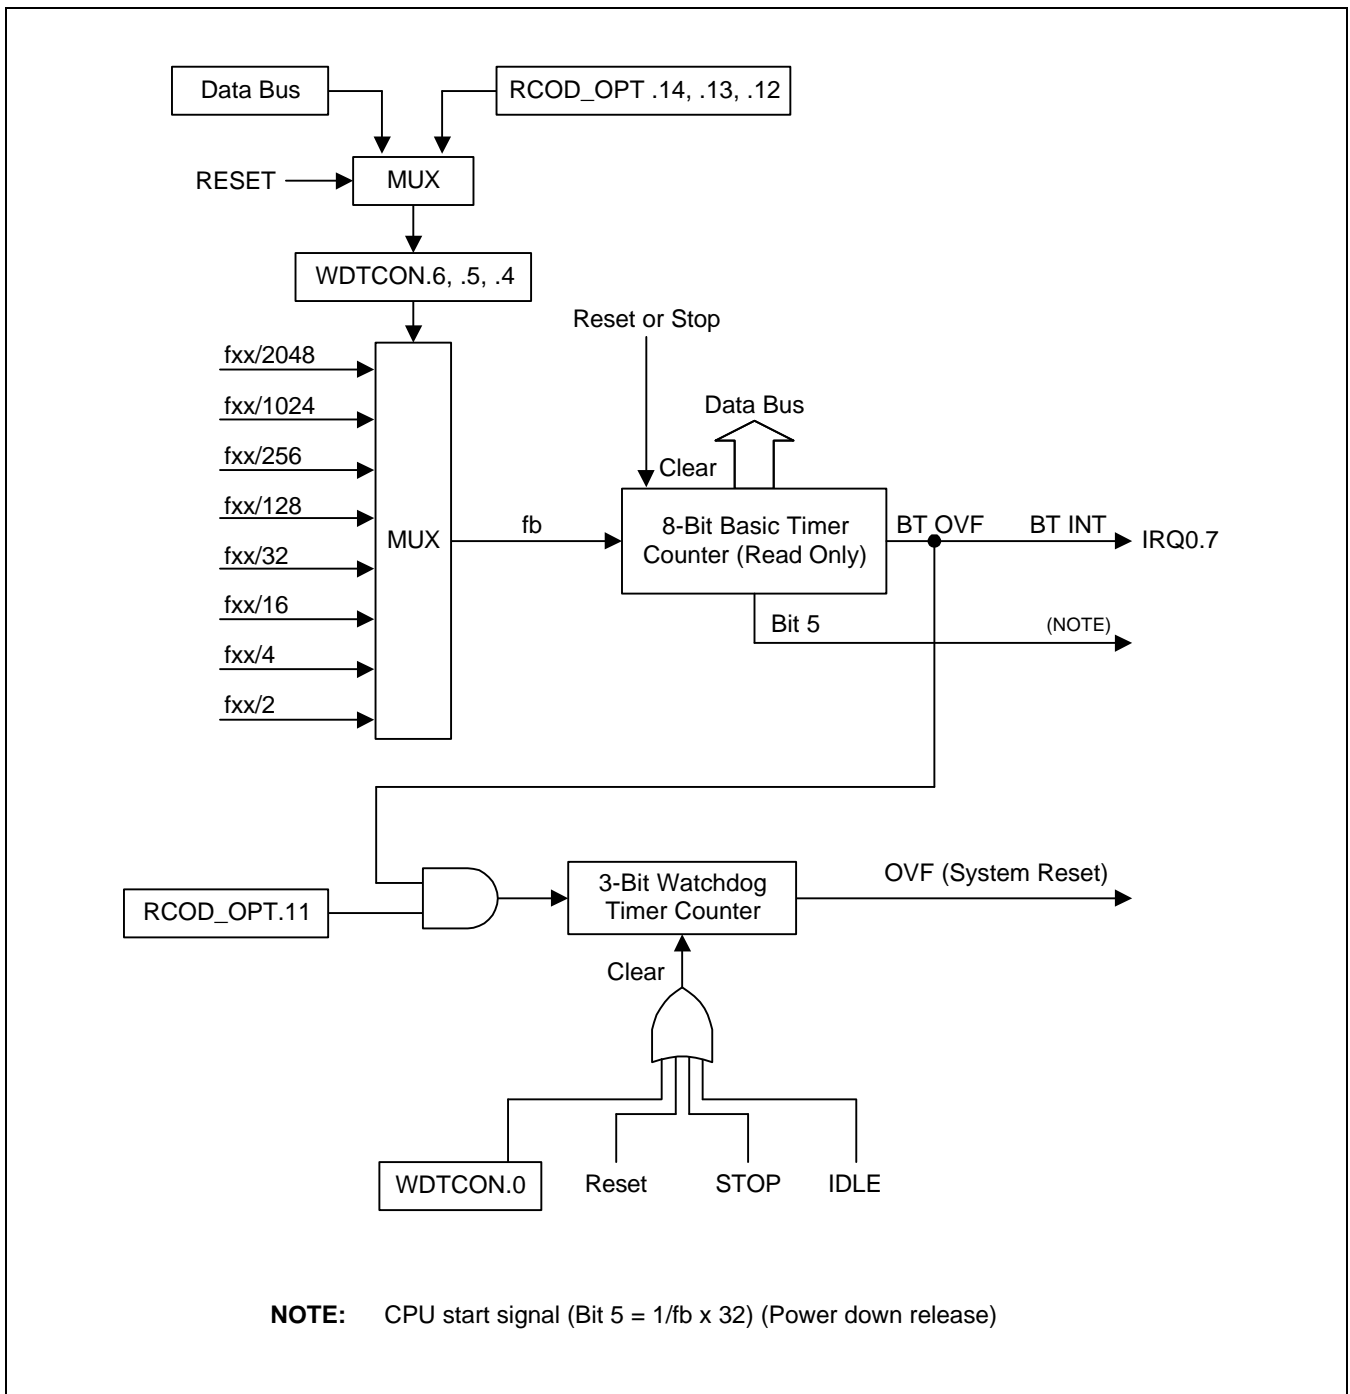 Data Bus
RCOD_OPT .14, .13, .12
RESET
MUX
WDTCON.6, .5, .4
Reset or Stop
fxx/2048
fxx/1024
fxx/256
fxx/128
fxx/32
fxx/16
fxx/4
fxx/2
MUX
fb
Data Bus
Clear
8-Bit Basic Timer
Counter (Read Only)
BT OVF
BT INT
IRQ0.7
Bit 5
(NOTE)
RCOD_OPT.11
3-Bit Watchdog
Timer Counter
OVF (System Reset)
Clear
WDTCON.0
Reset
STOP
IDLE
NOTE: CPU start signal (Bit 5 = 1/fb x 32) (Power down release)